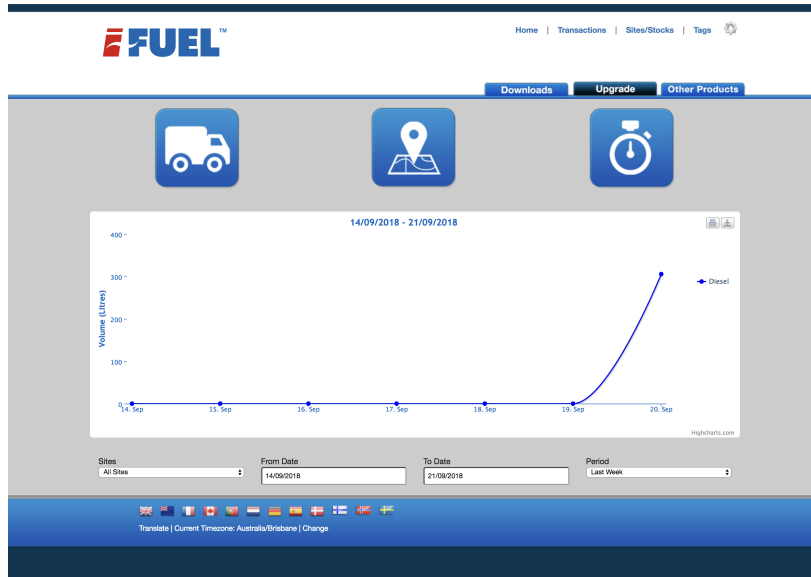 iFUEL™
Home | Transactions | Sites/Stocks | Tags
Downloads Upgrade Other Products
14/09/2018 - 21/09/2018
400
300
200
100
0
Volume (Litres)
Diesel
14. Sep 15. Sep 16. Sep 17. Sep 18. Sep 19. Sep 20. Sep
Highcharts.com
Sites From Date To Date Period
All Sites 14/09/2018 21/09/2018 Last Week
Translate | Current Timezone: Australia/Brisbane | Change